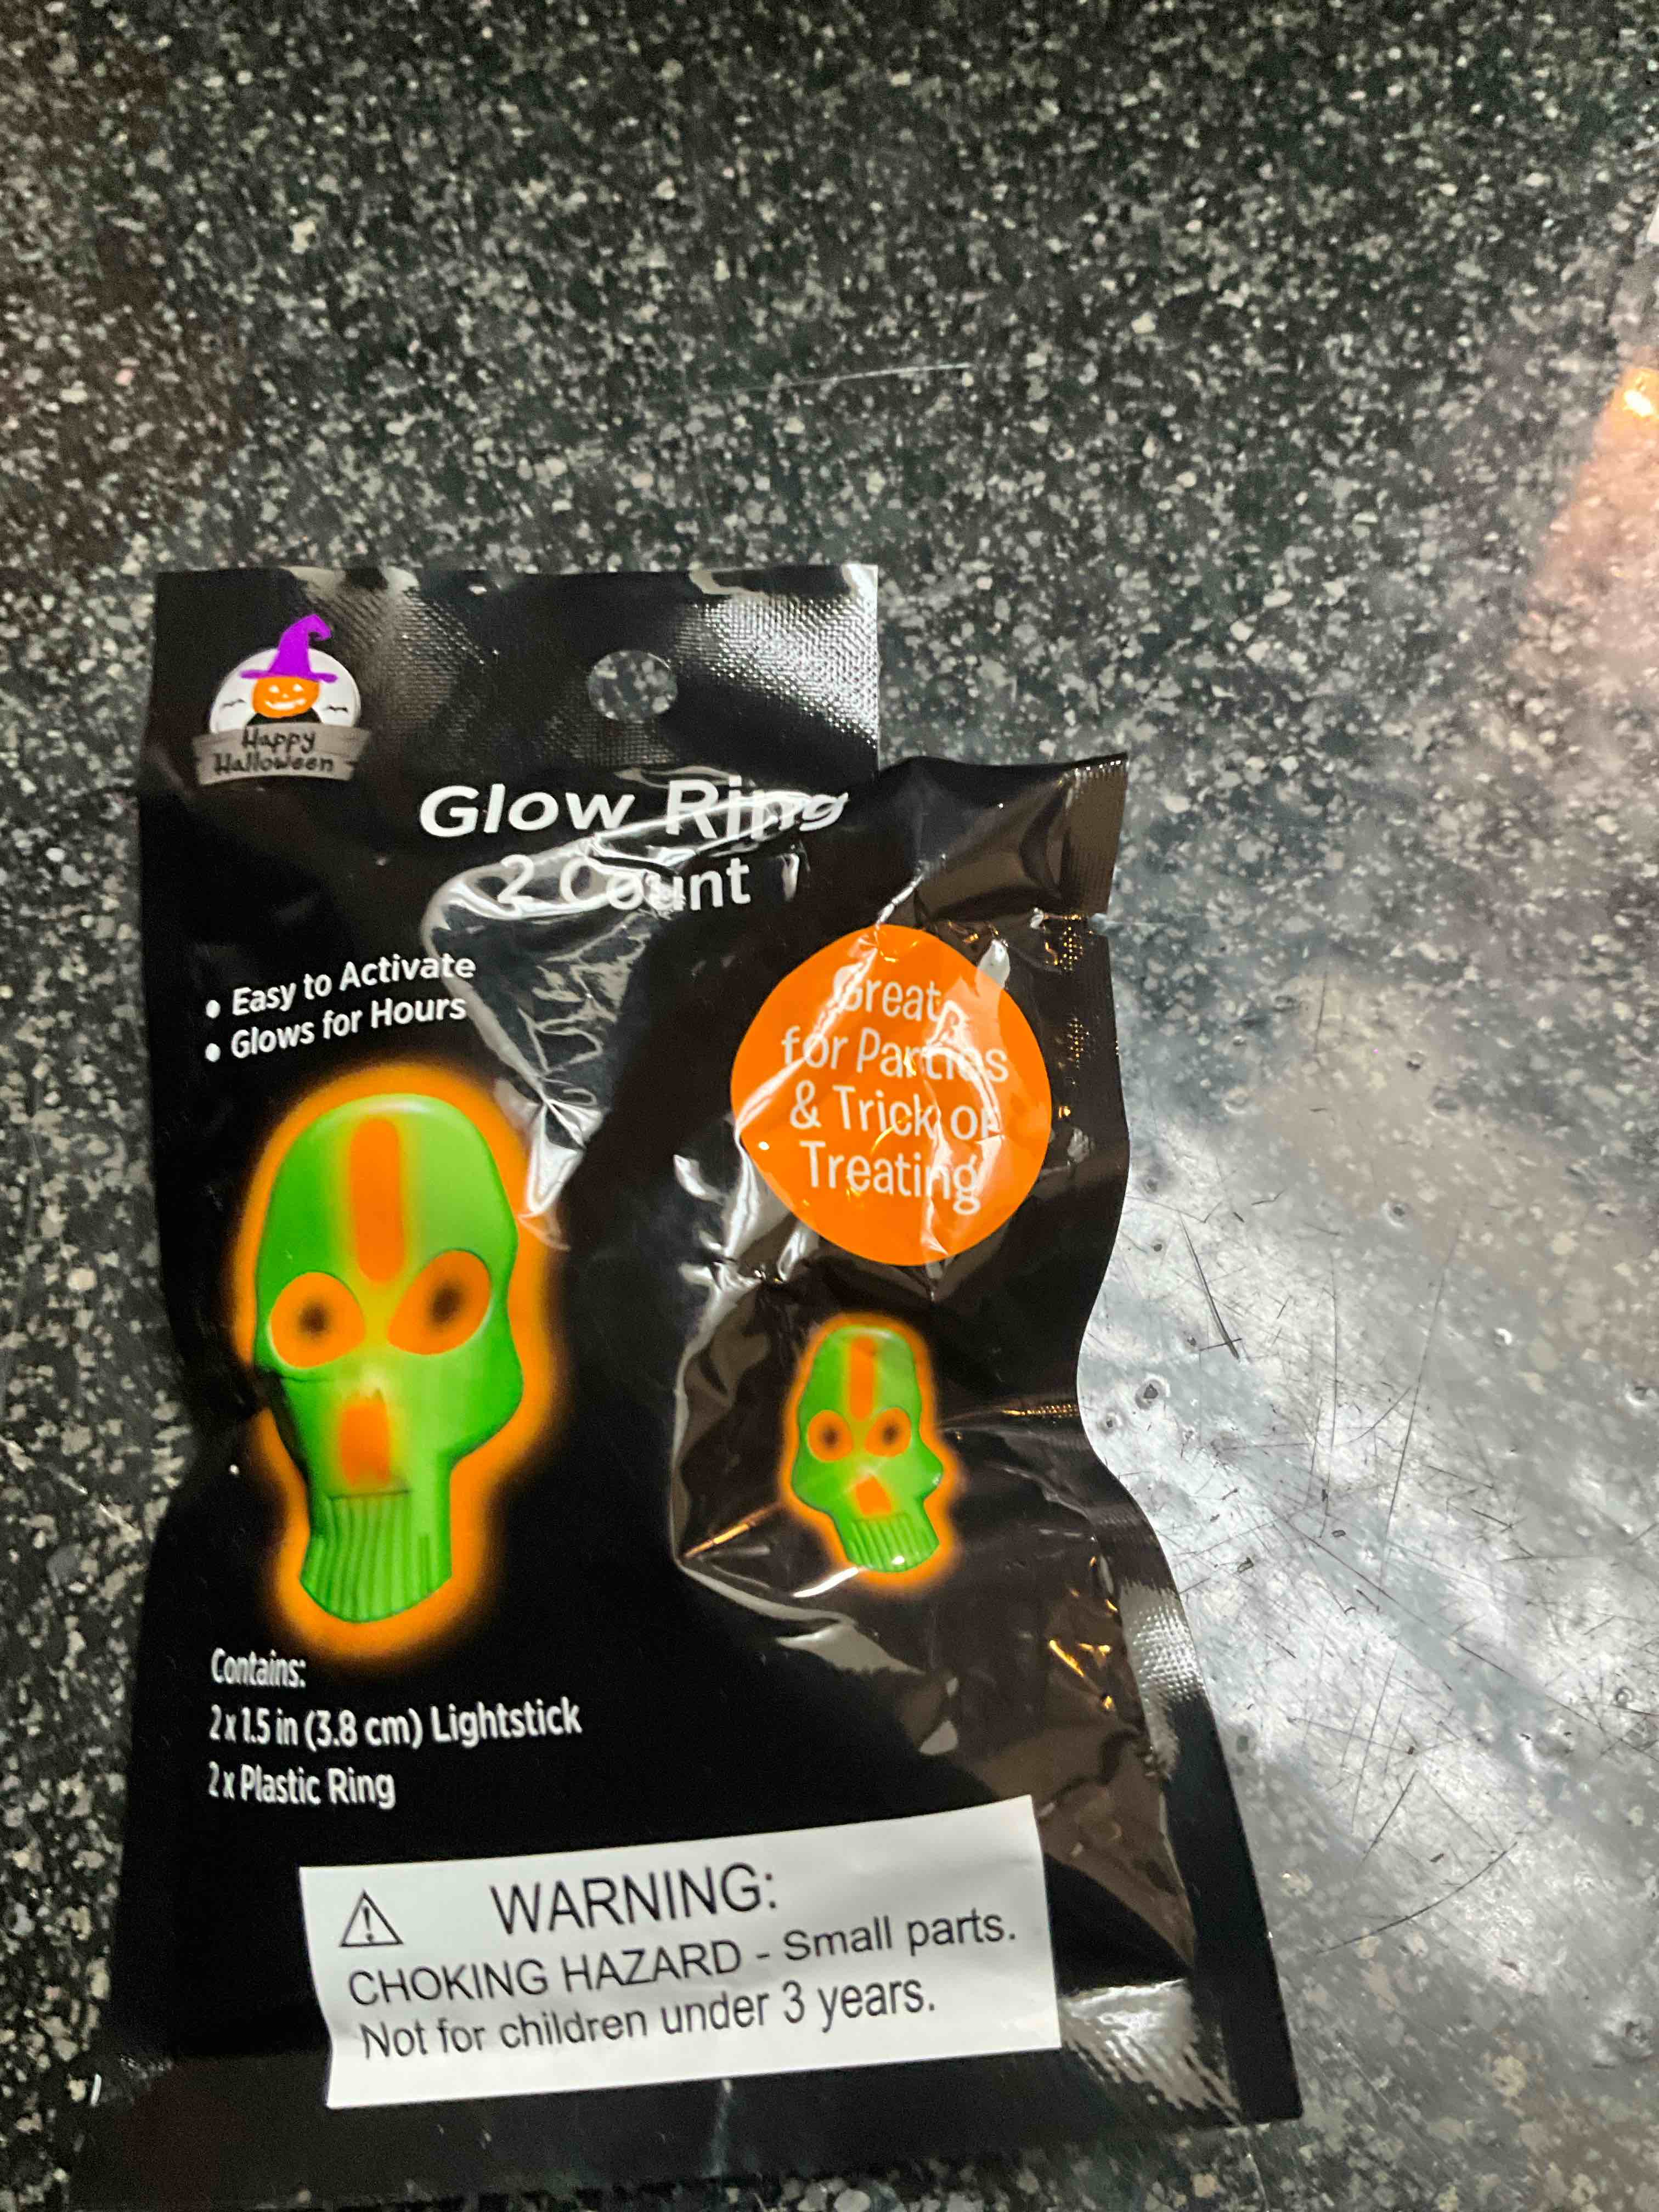 Happy
Halloween
Glow Ring
2 Count
• Easy to Activate
• Glows for Hours
Great
for Parties
& Trick or
Treating
Contains:
2 x 1.5 in (3.8 cm) Lightstick
2 x Plastic Ring
WARNING:
CHOKING HAZARD - Small parts.
Not for children under 3 years.